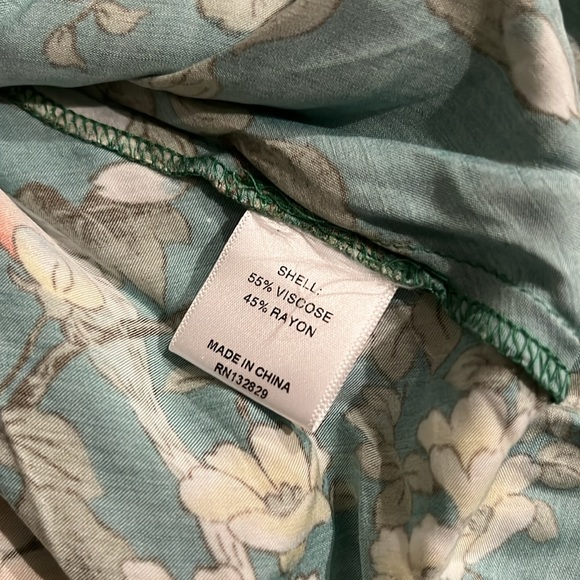 SHELL:
55% VISCOSE
45% RAYON
MADE IN CHINA
RN132829